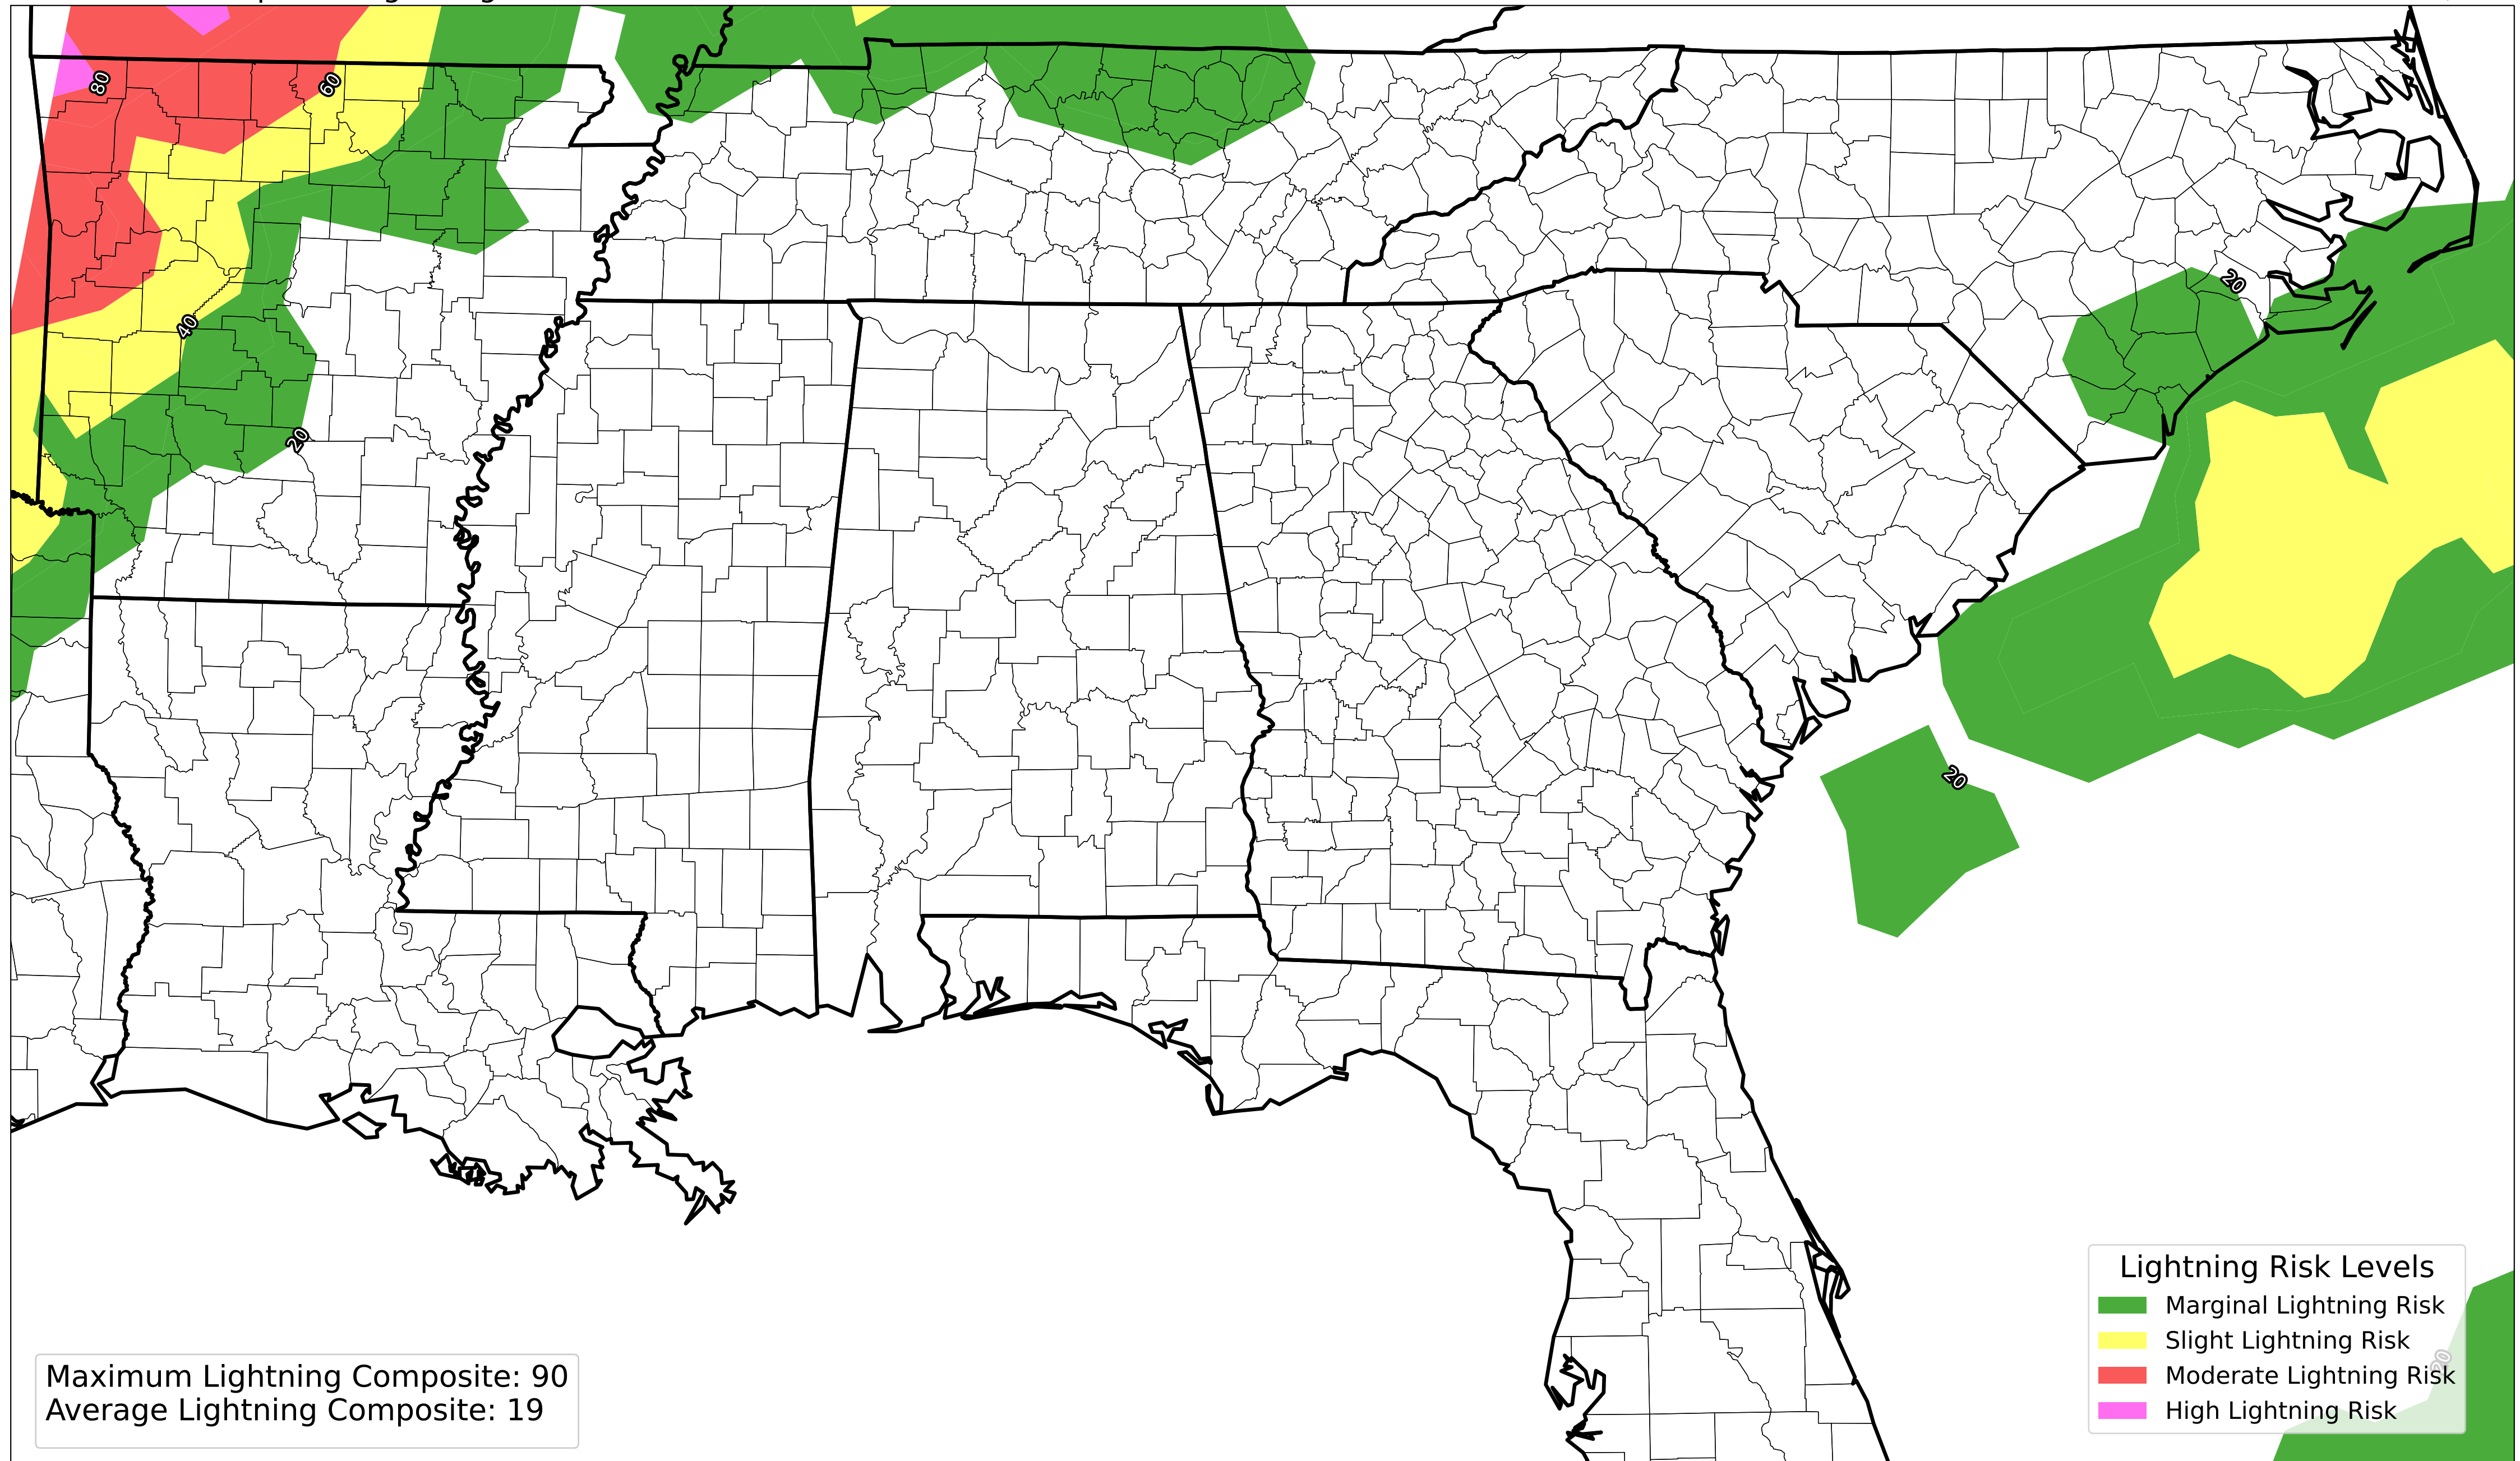 80
60
20
40
20
20
Lightning Risk Levels
Marginal Lightning Risk
Slight Lightning Risk
Moderate Lightning Risk
High Lightning Risk
20
Maximum Lightning Composite: 90
Average Lightning Composite: 19